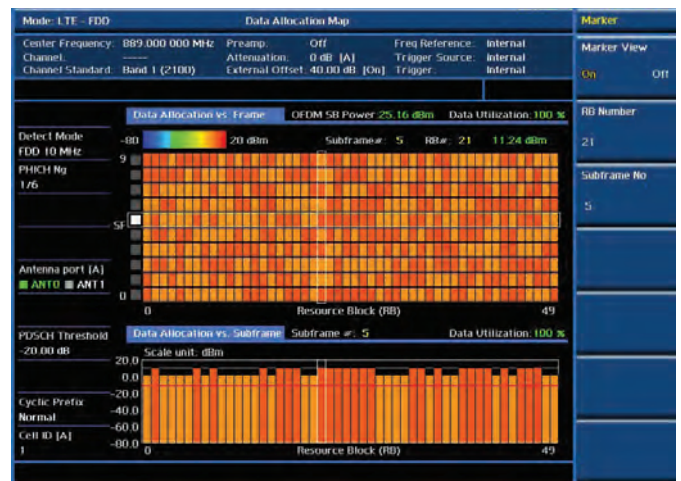 Mode: LTE - FDD Data Allocation Map Marker
Center Frequency: 889.000 000 MHz Preamp: Off Freq Reference: Internal
Channel: ----- Attenuation: 0 dB [A] Trigger Source: Internal
Channel Standard: Band 1 (2100) External Offset: 40.00 dB [On] Trigger: Internal
Marker View
On Off
Data Allocation vs. Frame OFDM SB Power: 25.16 dBm Data Utilization: 100 %
RB Number
21
Detect Mode
FDD 10 MHz
-80 20 dBm Subframe#: 5 RB#: 21 11.24 dBm
9
PHICH Ng
1/6
Subframe No
5
SF
Antenna port [A]
ANT0 ANT1
0
0 Resource Block (RB) 49
PDSCH Threshold
-20.00 dB
Data Allocation vs. Subframe Subframe #: 5 Data Utilization: 100 %
Scale unit: dBm
20.0
0.0
-20.0
-40.0
-60.0
-80.0
Cyclic Prefix
Normal
Cell ID [A]
1
0 Resource Block (RB) 49